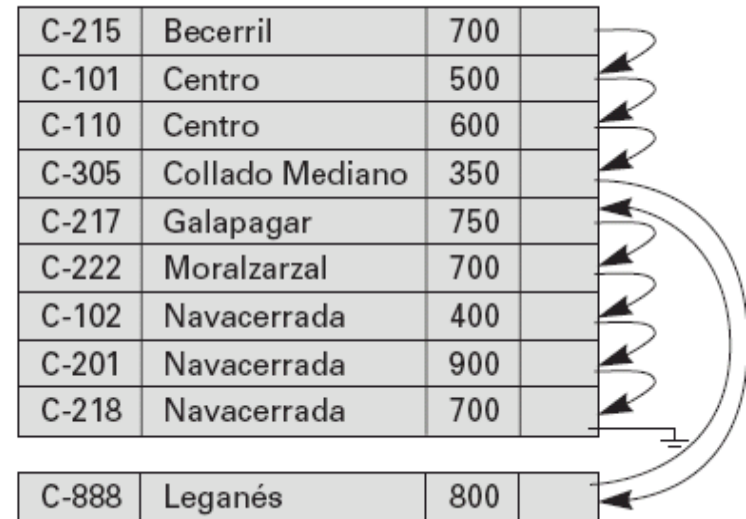 C-215 Becerril 700
C-101 Centro 500
C-110 Centro 600
C-305 Collado Mediano 350
C-217 Galapagar 750
C-222 Moralzarzal 700
C-102 Navacerrada 400
C-201 Navacerrada 900
C-218 Navacerrada 700
C-888 Leganés 800